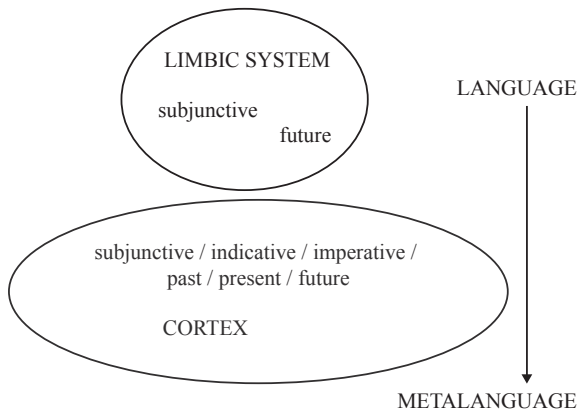 LIMBIC SYSTEM
subjunctive
future
LANGUAGE
subjunctive / indicative / imperative /
past / present / future
CORTEX
METALANGUAGE